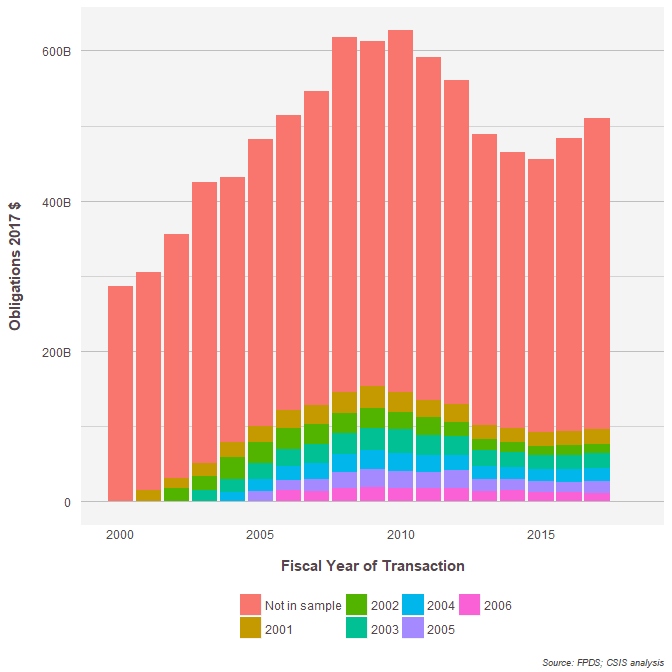 600B
400B
200B
0
Obligations 2017 $
2000 2005 2010 2015
Fiscal Year of Transaction
Not in sample 2002 2004 2006
2001 2003 2005
Source: FPDS; CSIS analysis